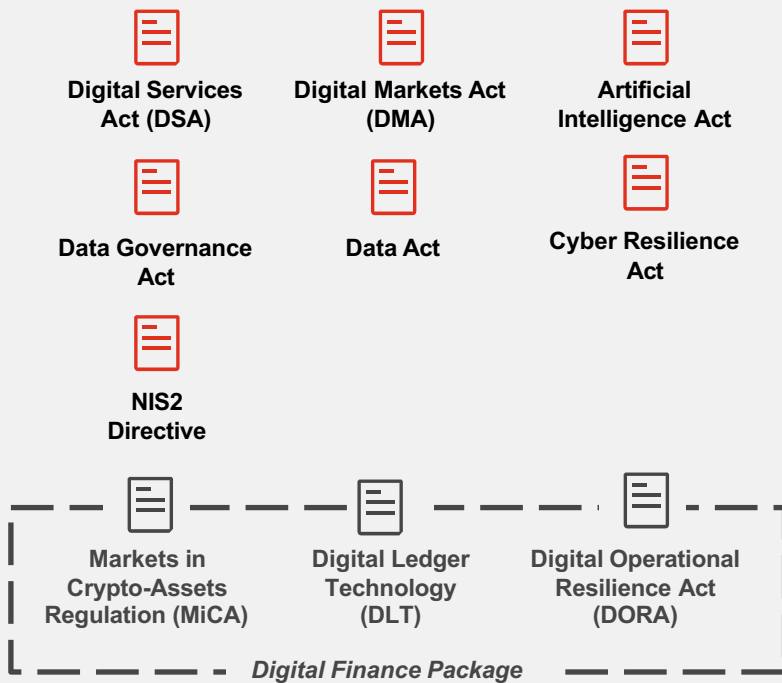 Digital Services
Act (DSA)
Digital Markets Act
(DMA)
Artificial
Intelligence Act
Data Governance
Act
Data Act
Cyber Resilience
Act
NIS2
Directive
Markets in
Crypto-Assets
Regulation (MiCA)
Digital Ledger
Technology
(DLT)
Digital Operational
Resilience Act
(DORA)
Digital Finance Package